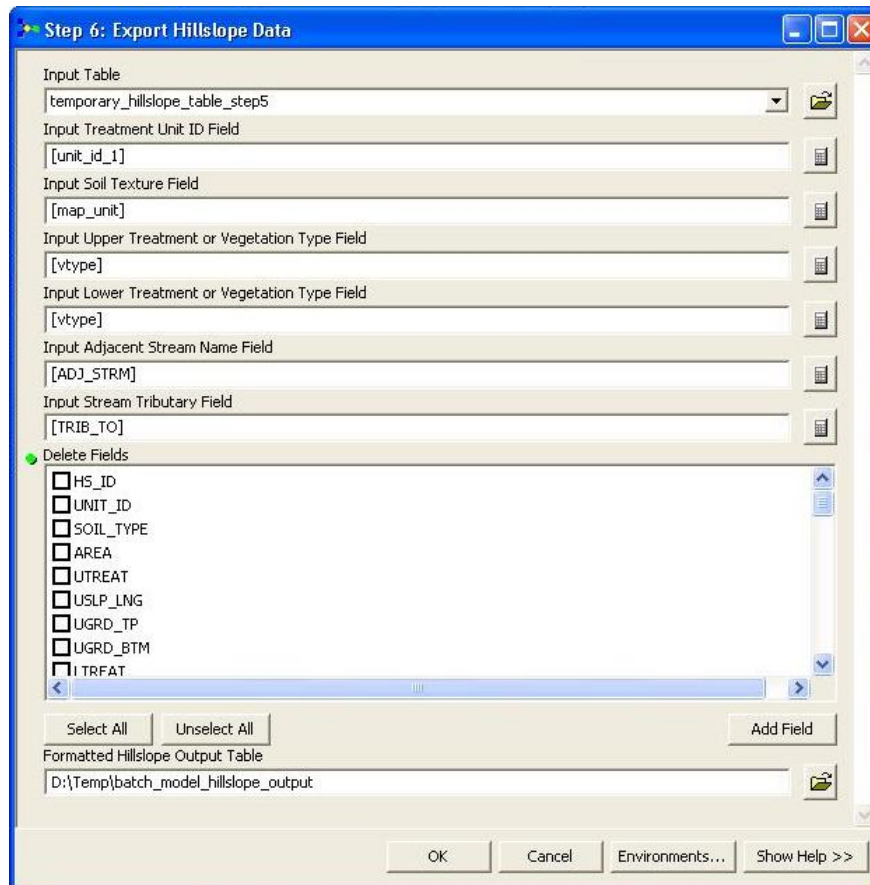 Step 6: Export Hillslope Data
Input Table
temporary_hillslope_table_step5
Input Treatment Unit ID Field
[unit_id_1]
Input Soil Texture Field
[map_unit]
Input Upper Treatment or Vegetation Type Field
[vtype]
Input Lower Treatment or Vegetation Type Field
[vtype]
Input Adjacent Stream Name Field
[ADJ_STRM]
Input Stream Tributary Field
[TRIB_TO]
Delete Fields
HS_ID
UNIT_ID
SOIL_TYPE
AREA
UTREAT
USLP_LNG
UGRD_TP
UGRD_BTM
LTREAT
Select All Unselect All Add Field
Formatted Hillslope Output Table
D:\Temp\batch_model_hillslope_output
OK Cancel Environments... Show Help >>